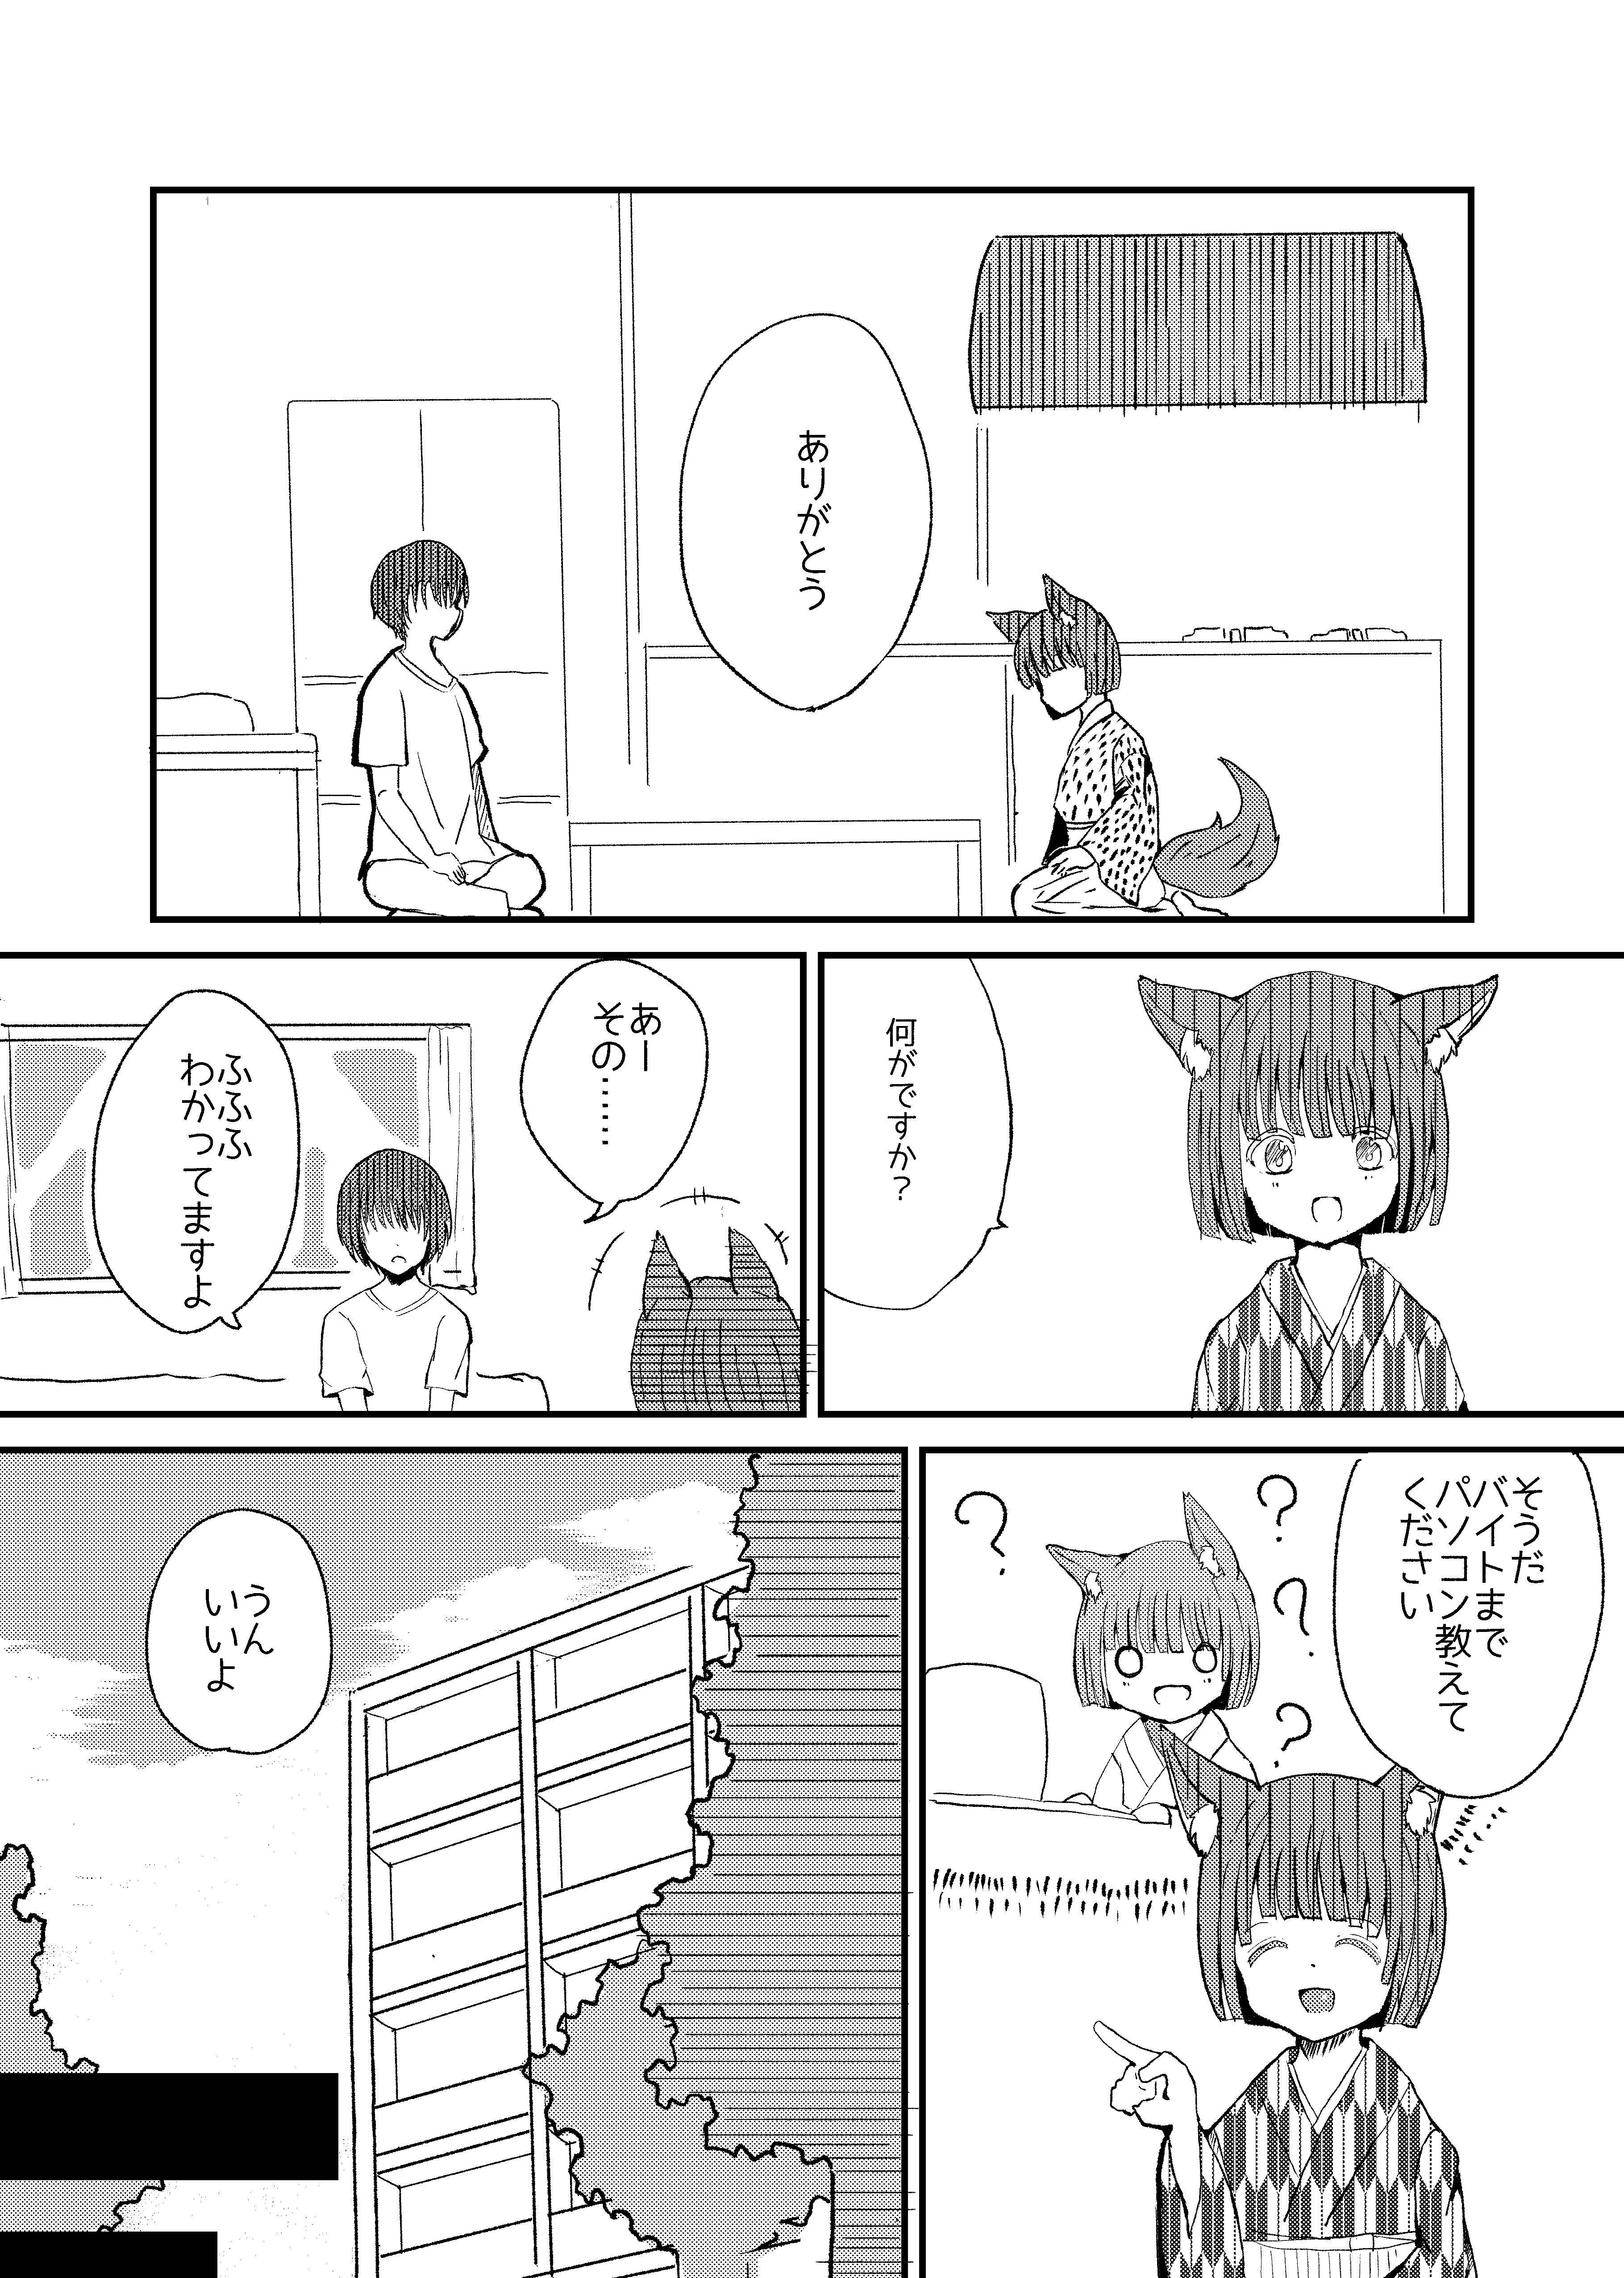 ありがとう
何がですか？
あー
その……
ふふふ
わかってますよ
そうだ
バイトまで
パソコン教えて
ください
？
？
？
？
うん
いいよ